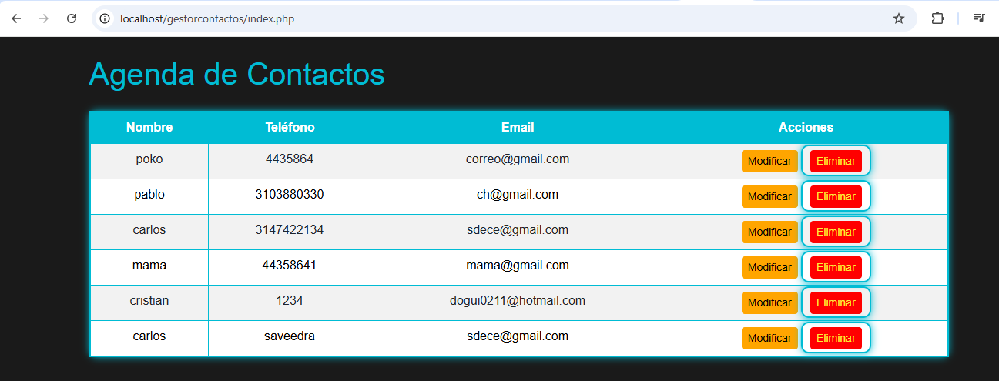 localhost/gestorcontactos/index.php
Agenda de Contactos
Nombre Teléfono Email Acciones
poko 4435864 correo@gmail.com Modificar Eliminar
pablo 3103880330 ch@gmail.com Modificar Eliminar
carlos 3147422134 sdece@gmail.com Modificar Eliminar
mama 44358641 mama@gmail.com Modificar Eliminar
cristian 1234 dogui0211@hotmail.com Modificar Eliminar
carlos saveedra sdece@gmail.com Modificar Eliminar